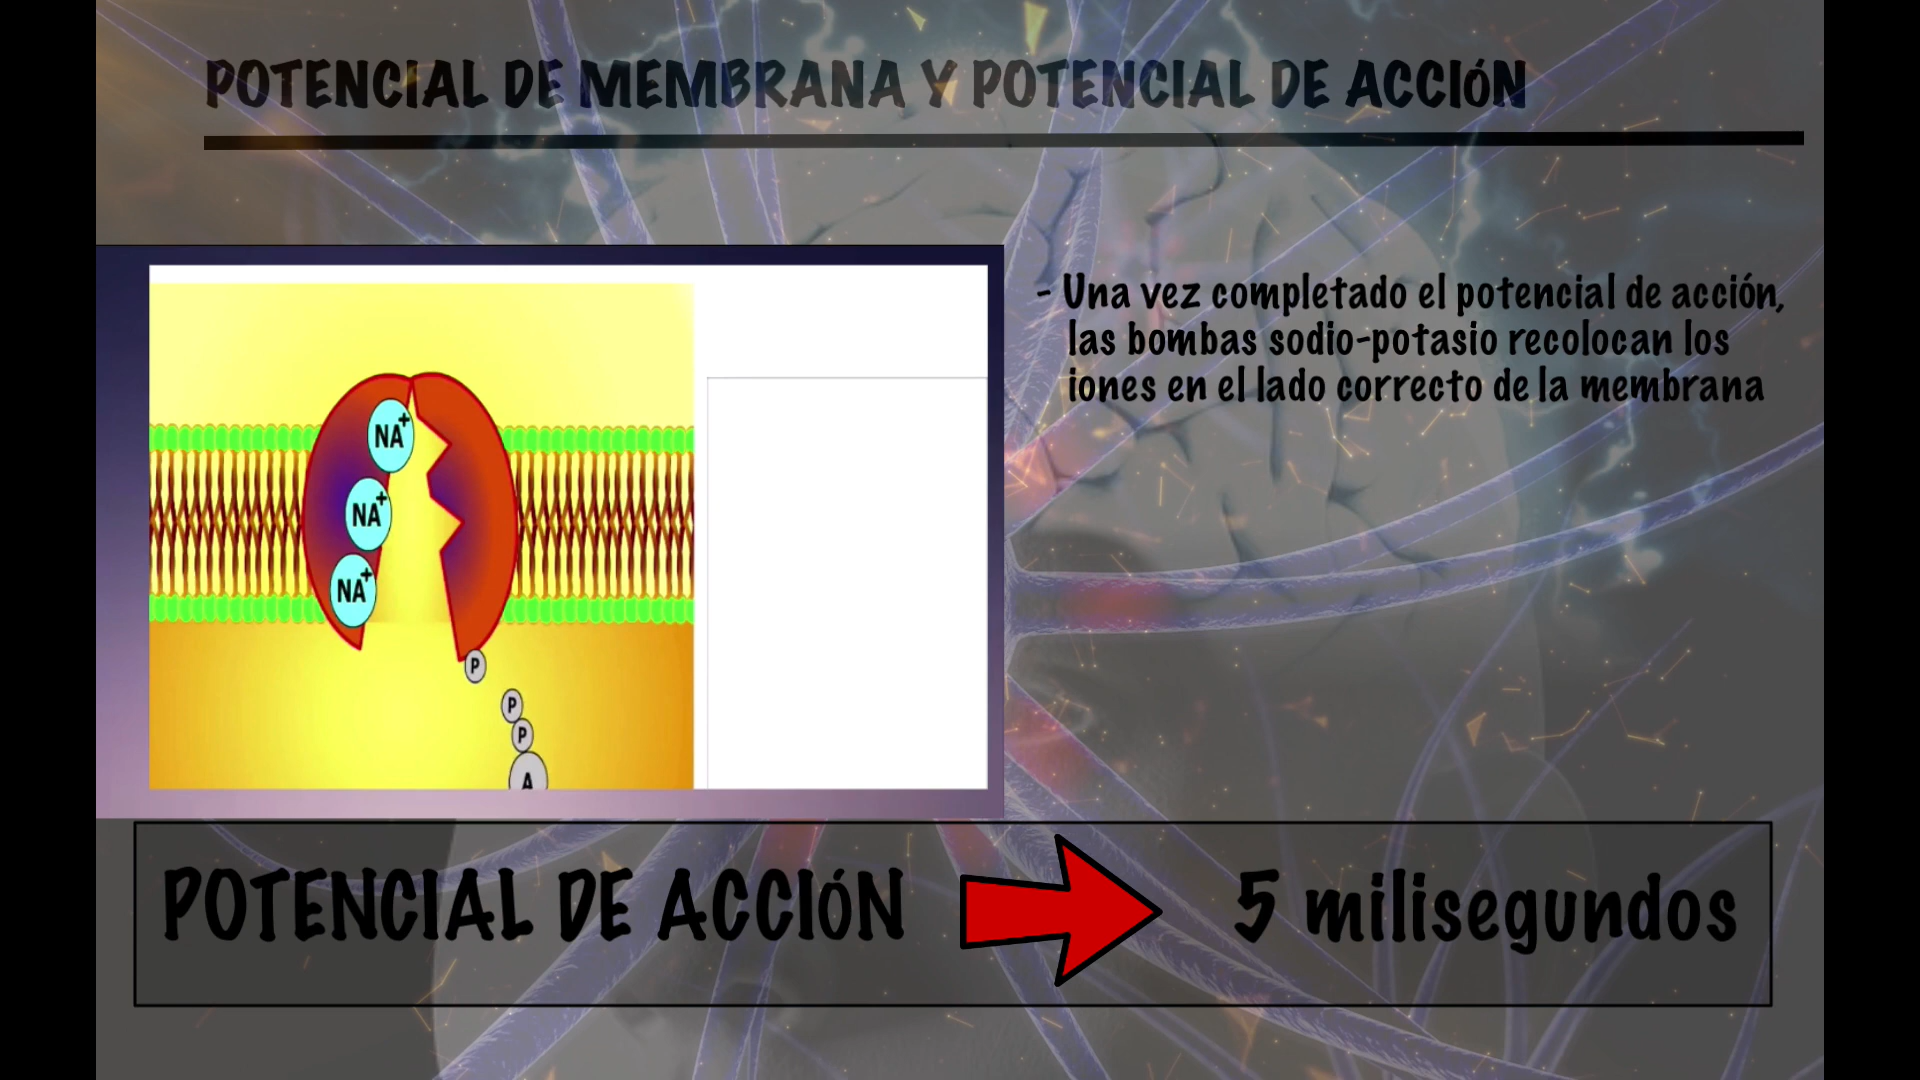 POTENCIAL DE MEMBRANA Y POTENCIAL DE ACCIÓN
- Una vez completado el potencial de acción,
las bombas sodio-potasio recolocan los
iones en el lado correcto de la membrana
NA+
NA+
NA+
P
P
P
A
POTENCIAL DE ACCIÓN
5 milisegundos